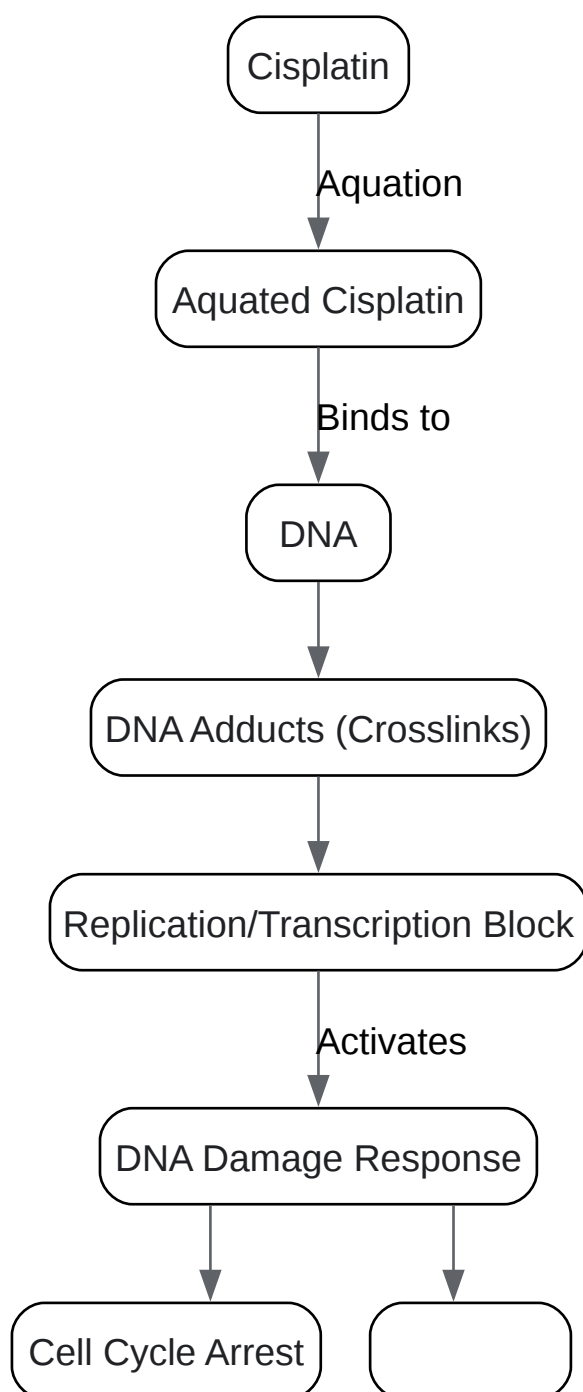 Cisplatin
Aquation
Aquated Cisplatin
Binds to
DNA
DNA Adducts (Crosslinks)
Replication/Transcription Block
Activates
DNA Damage Response
Cell Cycle Arrest